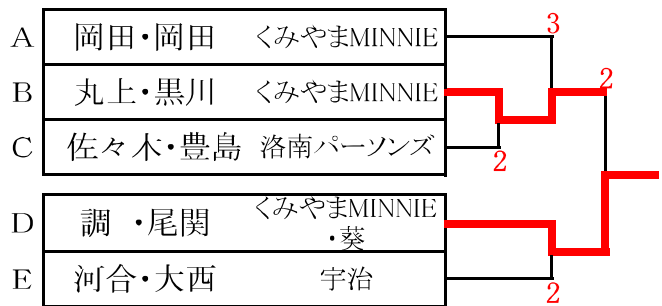 3
A 岡田・岡田 くみやまMINNIE
2
B 丸上・黒川 くみやまMINNIE
C 佐々木・豊島 洛南パーソンズ
2
D 調 ・尾関 くみやまMINNIE
・葵
E 河合・大西 宇治
2